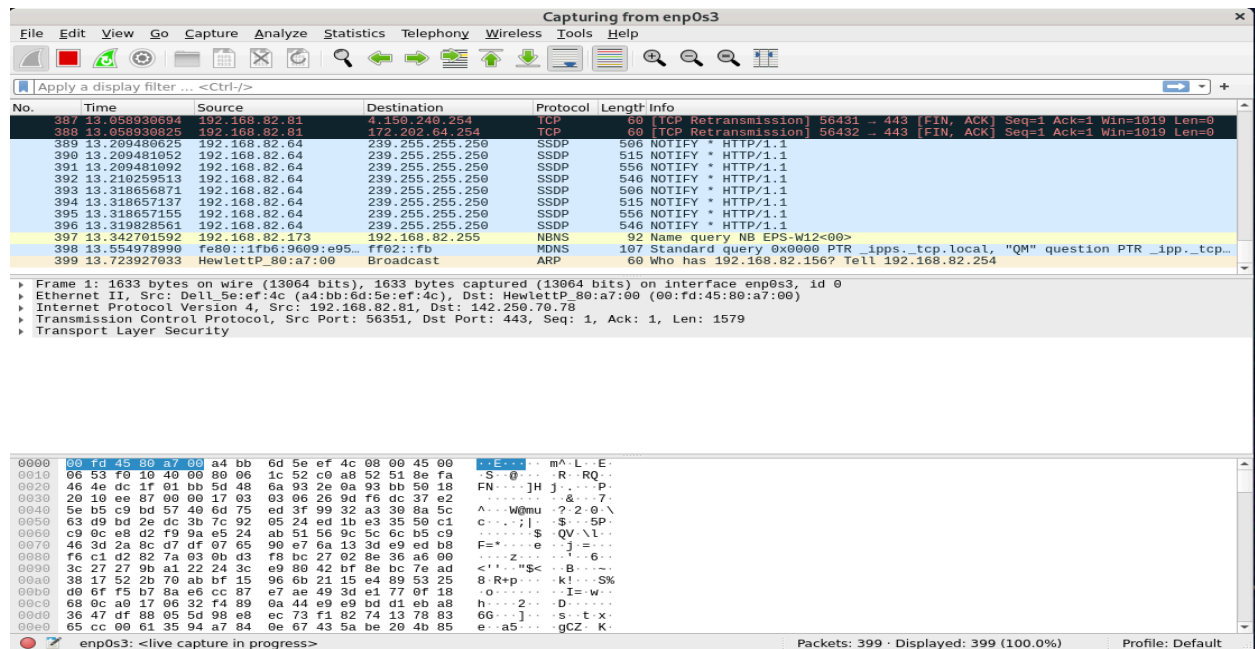 Capturing from enp0s3
File Edit View Go Capture Analyze Statistics Telephony Wireless Tools Help
Apply a display filter ... <Ctrl-/>
No. Time Source Destination Protocol Length Info
387 13.058930694 192.168.82.81 4.150.240.254 TCP 60 [TCP Retransmission] 56431 → 443 [FIN, ACK] Seq=1 Ack=1 Win=1019 Len=0
388 13.058930825 192.168.82.81 172.202.64.254 TCP 60 [TCP Retransmission] 56432 → 443 [FIN, ACK] Seq=1 Ack=1 Win=1019 Len=0
389 13.209480625 192.168.82.64 239.255.255.250 SSDP 506 NOTIFY * HTTP/1.1
390 13.209481052 192.168.82.64 239.255.255.250 SSDP 515 NOTIFY * HTTP/1.1
391 13.209481092 192.168.82.64 239.255.255.250 SSDP 556 NOTIFY * HTTP/1.1
392 13.210259513 192.168.82.64 239.255.255.250 SSDP 546 NOTIFY * HTTP/1.1
393 13.318656871 192.168.82.64 239.255.255.250 SSDP 506 NOTIFY * HTTP/1.1
394 13.318657137 192.168.82.64 239.255.255.250 SSDP 515 NOTIFY * HTTP/1.1
395 13.318657155 192.168.82.64 239.255.255.250 SSDP 556 NOTIFY * HTTP/1.1
396 13.319828561 192.168.82.64 239.255.255.250 SSDP 546 NOTIFY * HTTP/1.1
397 13.342701592 192.168.82.173 192.168.82.255 NBNS 92 Name query NB EPS-W12<00>
398 13.554978990 fe80::1fb6:9609:e95… ff02::fb MDNS 107 Standard query 0x0000 PTR _ipps._tcp.local, "QM" question PTR _ipp._tcp…
399 13.723927033 HewlettP_80:a7:00 Broadcast ARP 60 Who has 192.168.82.156? Tell 192.168.82.254
Frame 1: 1633 bytes on wire (13064 bits), 1633 bytes captured (13064 bits) on interface enp0s3, id 0
Ethernet II, Src: Dell_5e:ef:4c (a4:bb:6d:5e:ef:4c), Dst: HewlettP_80:a7:00 (00:fd:45:80:a7:00)
Internet Protocol Version 4, Src: 192.168.82.81, Dst: 142.250.70.78
Transmission Control Protocol, Src Port: 56351, Dst Port: 443, Seq: 1, Ack: 1, Len: 1579
Transport Layer Security
0000 00 fd 45 80 a7 00 a4 bb 6d 5e ef 4c 08 00 45 00 ··E····· m^·L··E·
0010 06 53 f0 10 40 00 80 06 1c 52 c0 a8 52 51 8e fa ·S··@··· ·R··RQ··
0020 46 4e dc 1f 01 bb 5d 48 6a 93 2e 0a 93 bb 50 18 FN····]H j·.···P·
0030 20 10 ee 87 00 00 17 03 03 06 26 9d f6 dc 37 e2 ········ ··&···7·
0040 5e b5 c9 bd 57 40 6d 75 ed 3f 99 32 a3 30 8a 5c ^···W@mu ·?·2·0·\
0050 63 d9 bd 2e dc 3b 7c 92 05 24 ed 1b e3 35 50 c1 c··.·;|· ·$···5P·
0060 c9 0c e8 d2 f9 9a e5 24 ab 51 56 9c 5c 6c b5 c9 ·······$ ·QV·\l··
0070 46 3d 2a 8c d7 df 07 65 90 e7 6a 13 3d e9 ed b8 F=*····e ··j·=···
0080 f6 c1 d2 82 7a 03 0b d3 f8 bc 27 02 8e 36 a6 00 ····z··· ··'··6··
0090 3c 27 27 9b a1 22 24 3c e9 80 42 bf 8e bc 7e ad <''··"$< ··B···~·
00a0 38 17 52 2b 70 ab bf 15 96 6b 21 15 e4 89 53 25 8·R+p··· ·k!···S%
00b0 d0 6f f5 b7 8a e6 cc 87 e7 ae 49 3d e1 77 0f 18 ·o······ ··I=·w··
00c0 68 0c a0 17 06 32 f4 89 0a 44 e9 e9 bd d1 eb a8 h····2·· ·D······
00d0 36 47 df 88 05 5d 98 e8 ec 73 f1 82 74 13 78 83 6G···]·· ·s··t·x·
00e0 65 cc 00 61 35 94 a7 84 0e 67 43 5a be 20 4b 85 e··a5··· ·gCZ· K·
enp0s3: <live capture in progress> Packets: 399 · Displayed: 399 (100.0%) Profile: Default